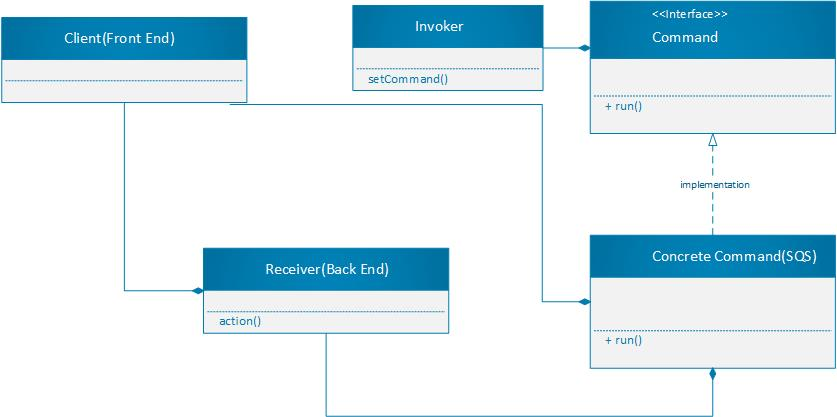 Client(Front End)
Invoker
setCommand()
<<Interface>>
Command
+ run()
implementation
Receiver(Back End)
action()
Concrete Command(SQS)
+ run()